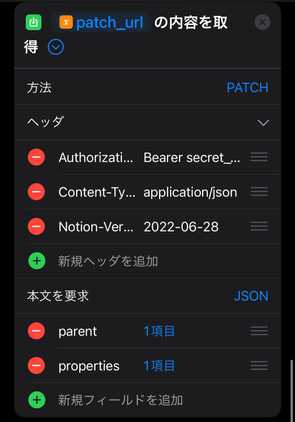 patch_url の内容を取
得
方法 PATCH
ヘッダ
Authorizati... Bearer secret_...
Content-Ty... application/json
Notion-Ver... 2022-06-28
新規ヘッダを追加
本文を要求 JSON
parent 1項目
properties 1項目
新規フィールドを追加